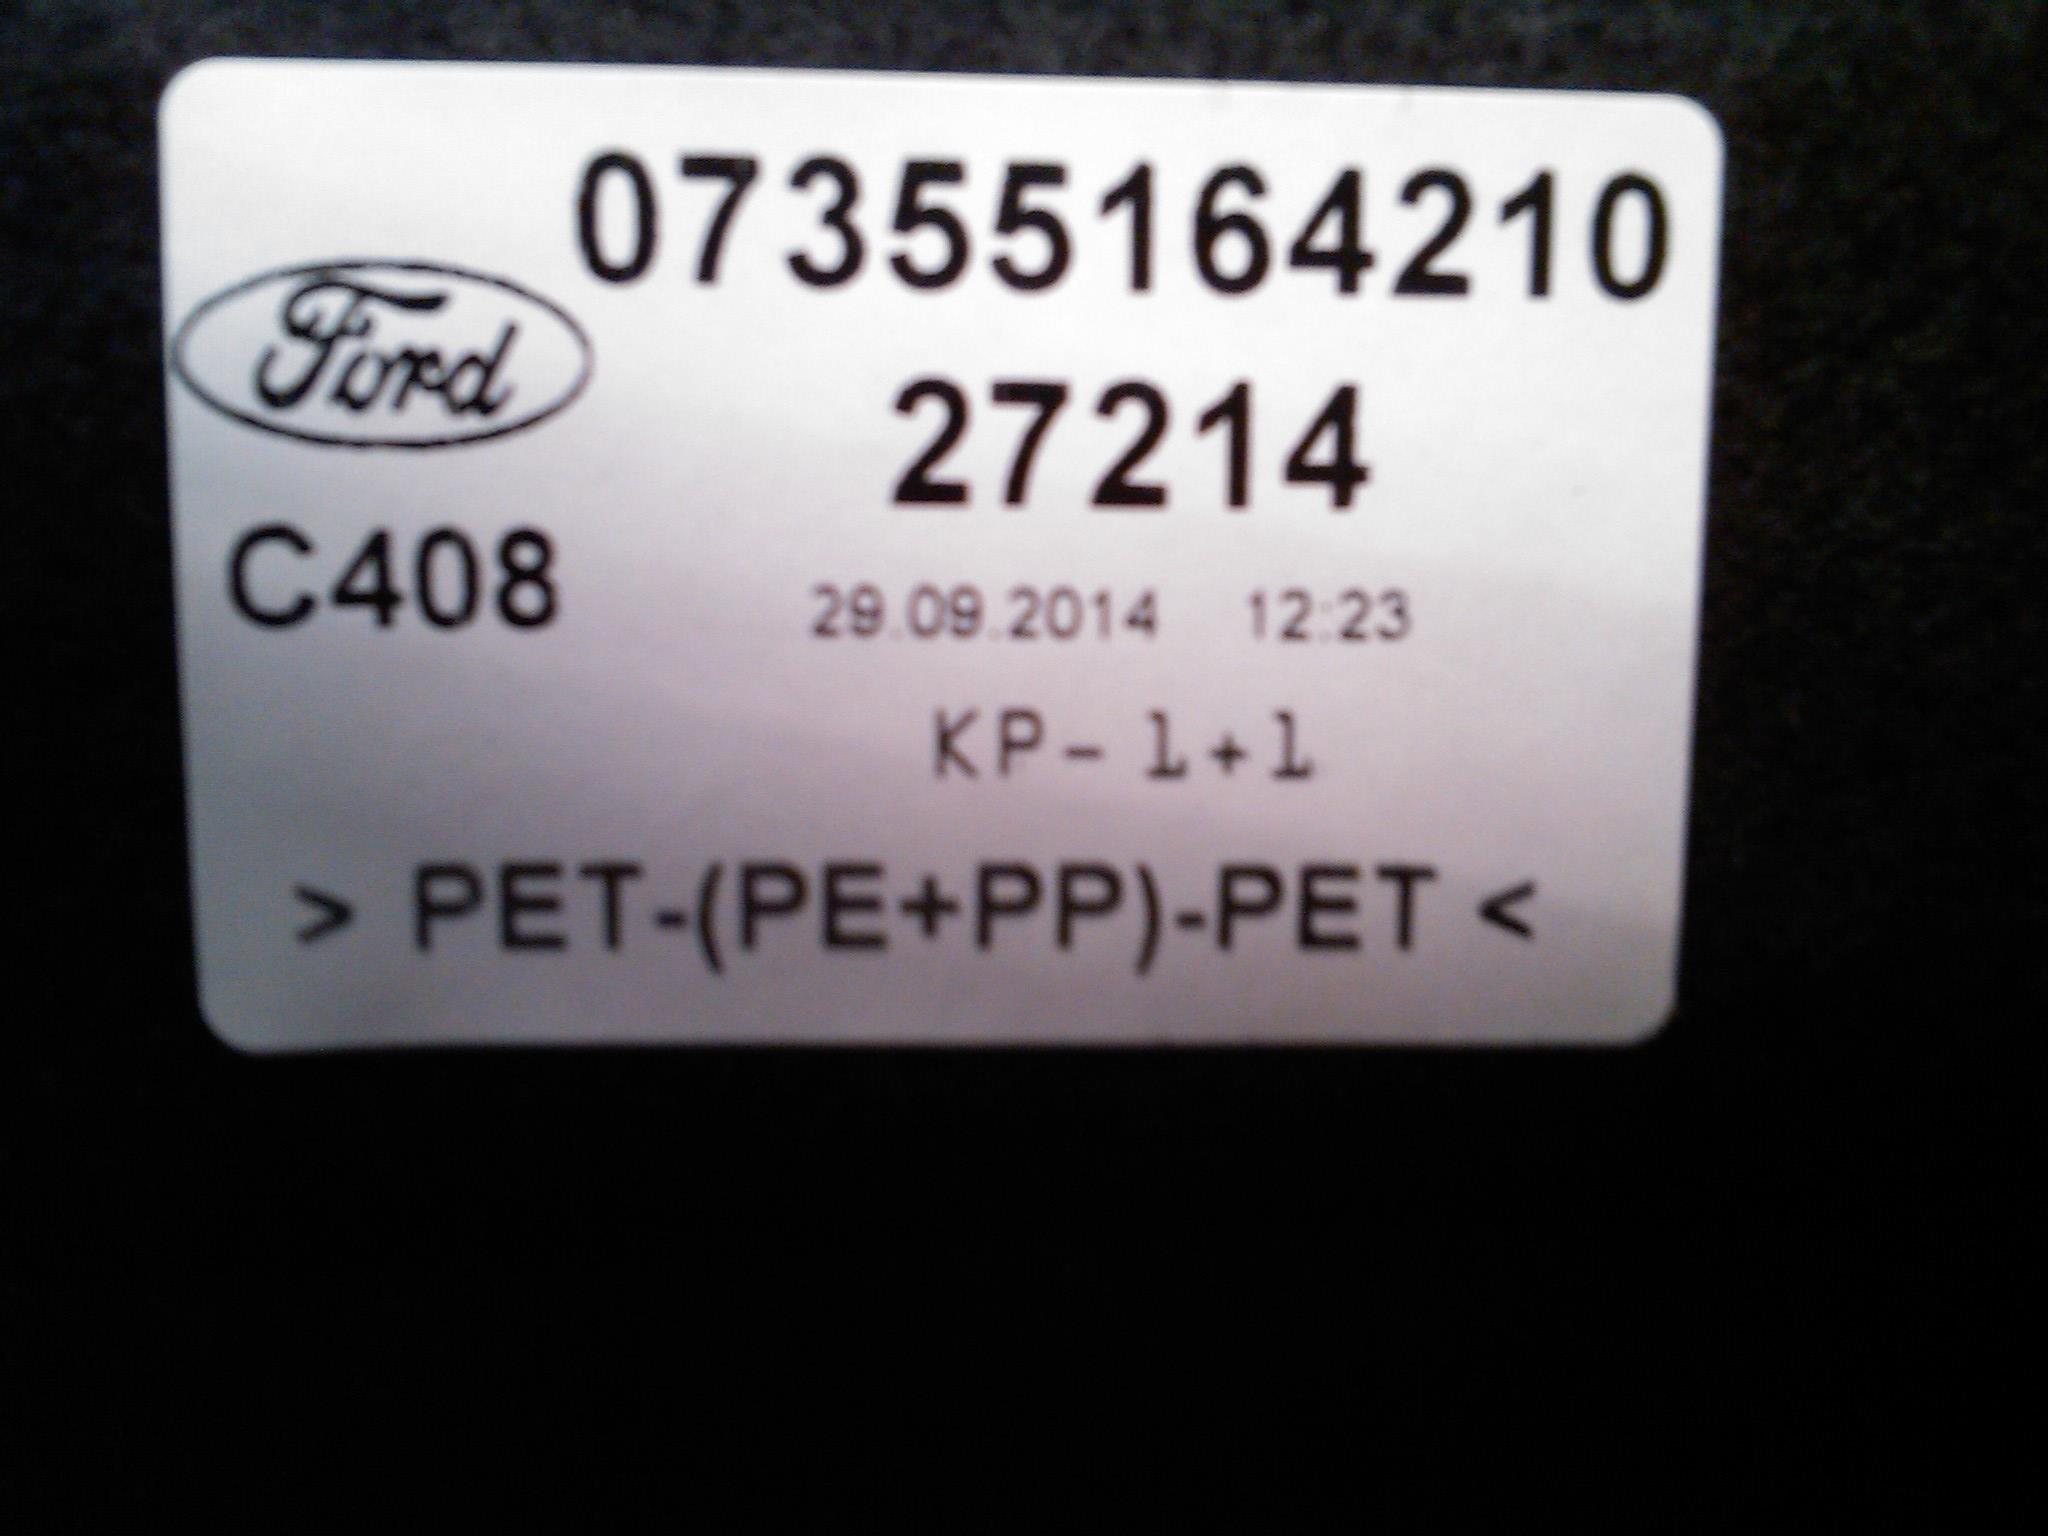 07355164210
Ford
27214
C408
29.09.2014 12:23
KP-1+1
> PET-(PE+PP)-PET <